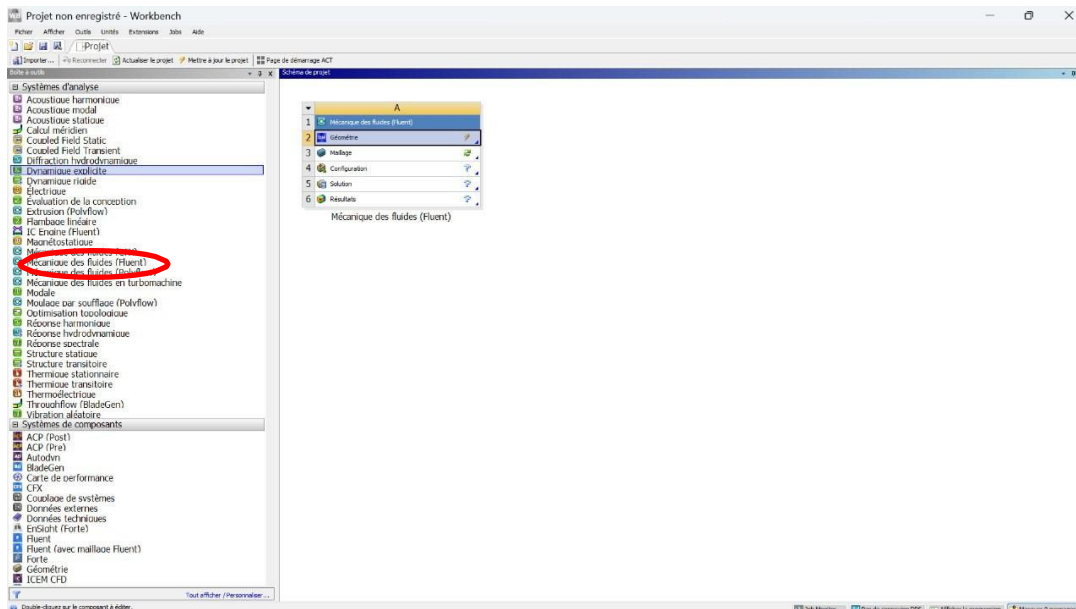 Projet non enregistré - Workbench
Fichier Afficher Outils Unités Extensions Jobs Aide
Projet
Importer... Reconnecter Actualiser le projet Mettre à jour le projet Page de démarrage ACT
Boîte à outils
Schéma de projet
Systèmes d'analyse
Acoustique harmonique
Acoustique modal
Acoustique statique
Calcul méridien
Coupled Field Static
Coupled Field Transient
Diffraction hydrodynamique
Dynamique explicite
Dynamique rigide
Électrique
Évaluation de la conception
Extrusion (Polyflow)
Flambage linéaire
IC Engine (Fluent)
Magnétostatique
Mécanique des fluides
Mécanique des fluides (Fluent)
Mécanique des fluides (Polyflow)
Mécanique des fluides en turbomachine
Modale
Moulage par soufflage (Polyflow)
Optimisation topologique
Réponse harmonique
Réponse hydrodynamique
Réponse spectrale
Structure statique
Structure transitoire
Thermique stationnaire
Thermique transitoire
Thermoélectrique
Throughflow (BladeGen)
Vibration aléatoire
Systèmes de composants
ACP (Post)
ACP (Pre)
Autodyn
BladeGen
Carte de performance
CFX
Couplage de systèmes
Données externes
Données techniques
EnSight (Forte)
Fluent
Fluent (avec maillage Fluent)
Forte
Géométrie
ICEM CFD
Tout afficher / Personnaliser...
A
1 Mécanique des fluides (Fluent)
2 Géométrie
3 Maillage
4 Configuration
5 Solution
6 Résultats
Mécanique des fluides (Fluent)
Double-cliquez sur le composant à éditer.